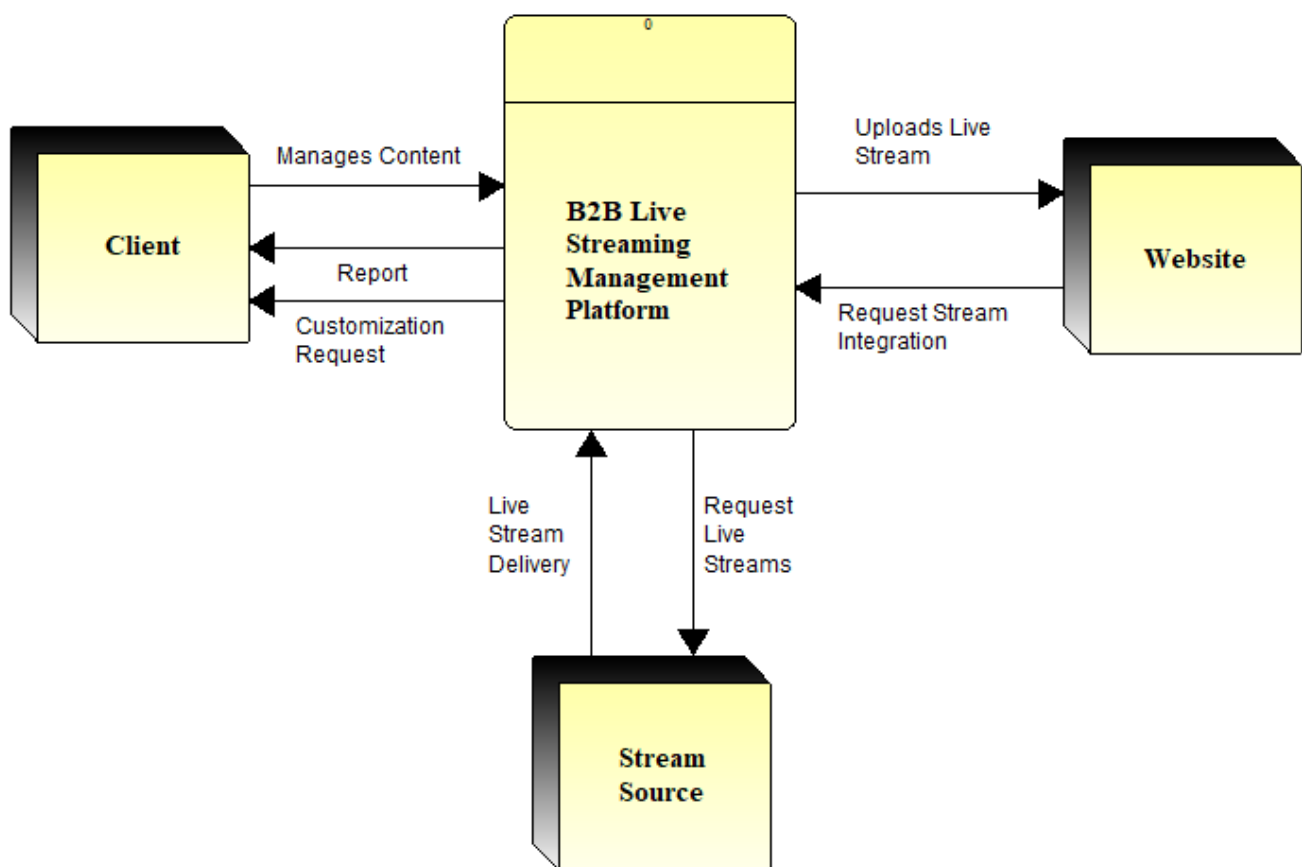 0
Uploads Live
Stream
Manages Content
B2B Live
Streaming
Management
Platform
Client
Website
Report
Request Stream
Integration
Customization
Request
Live
Stream
Delivery
Request
Live
Streams
Stream
Source